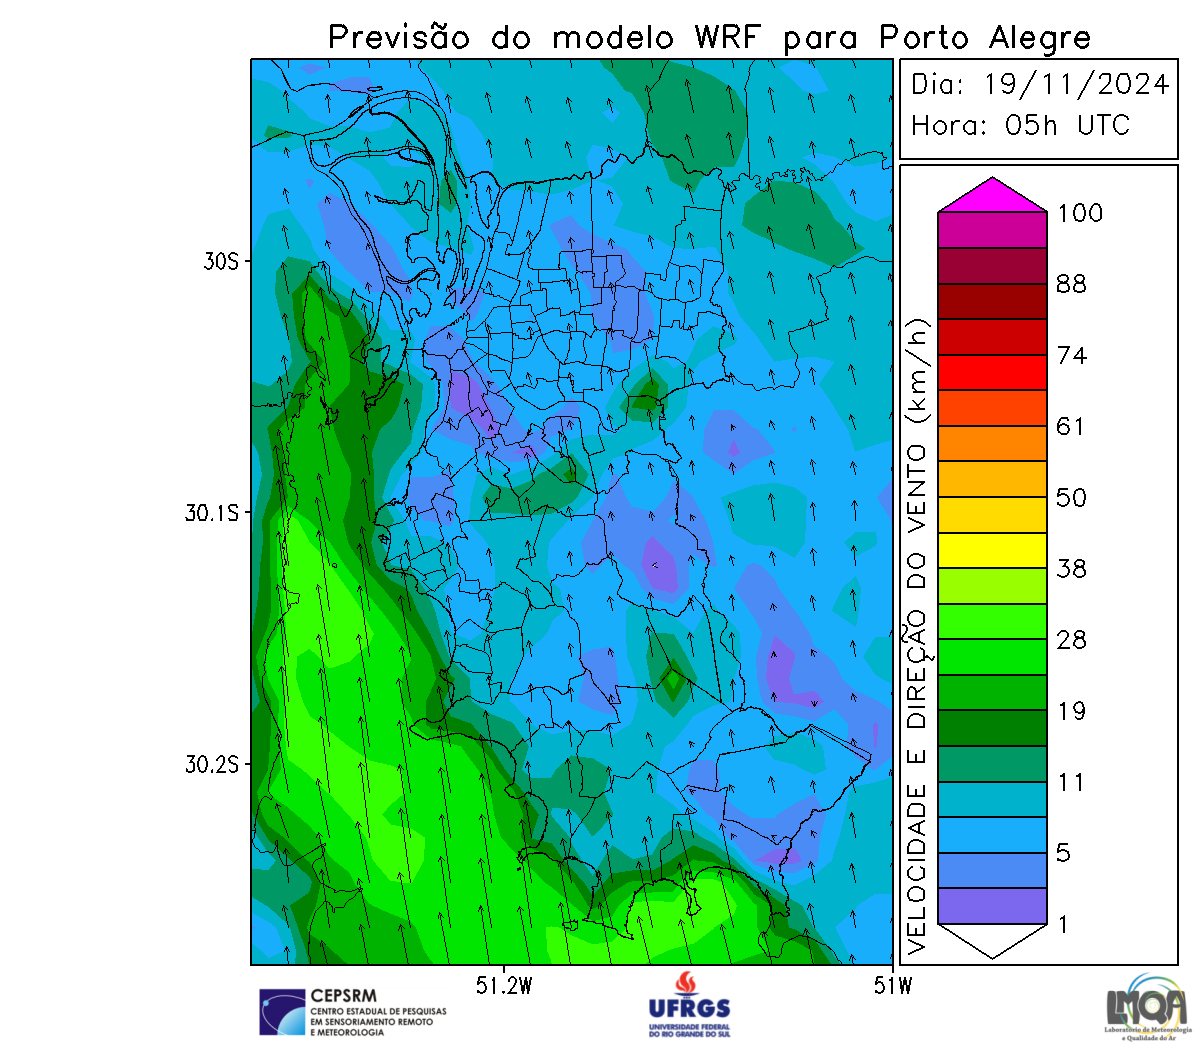 Previsão do modelo WRF para Porto Alegre
Dia: 19/11/2024
Hora: 05h UTC
100
88
74
61
50
38
28
19
11
5
1
VELOCIDADE E DIREÇÃO DO VENTO (km/h)
30S
30.1S
30.2S
51.2W
51W
CEPSRM
CENTRO ESTADUAL DE PESQUISAS
EM SENSORIAMENTO REMOTO
E METEOROLOGIA
UFRGS
UNIVERSIDADE FEDERAL
DO RIO GRANDE DO SUL
LMQA
Laboratório de Meteorologia
e Qualidade do Ar